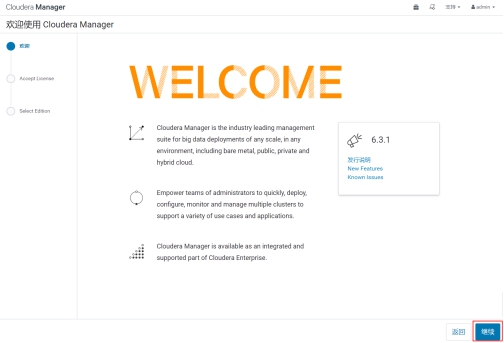 Cloudera Manager
支持
admin
欢迎使用 Cloudera Manager
欢迎
Accept License
Select Edition
WELCOME
Cloudera Manager is the industry leading management
suite for big data deployments of any scale, in any
environment, including bare metal, public, private and
hybrid cloud.
Empower teams of administrators to quickly, deploy,
configure, monitor and manage multiple clusters to
support a variety of use cases and applications.
Cloudera Manager is available as an integrated and
supported part of Cloudera Enterprise.
6.3.1
发行说明
New Features
Known Issues
返回
继续